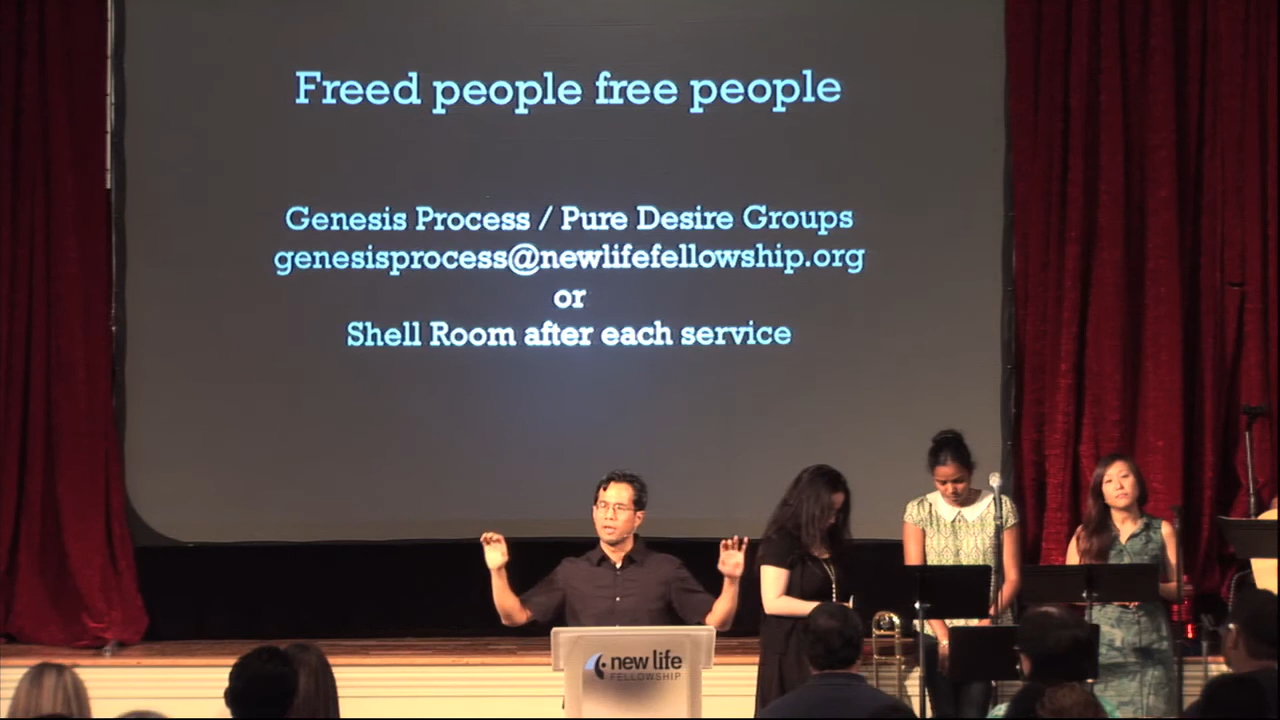 Freed people free people
Genesis Process / Pure Desire Groups
genesisprocess@newlifefellowship.org
or
Shell Room after each service
new life
FELLOWSHIP